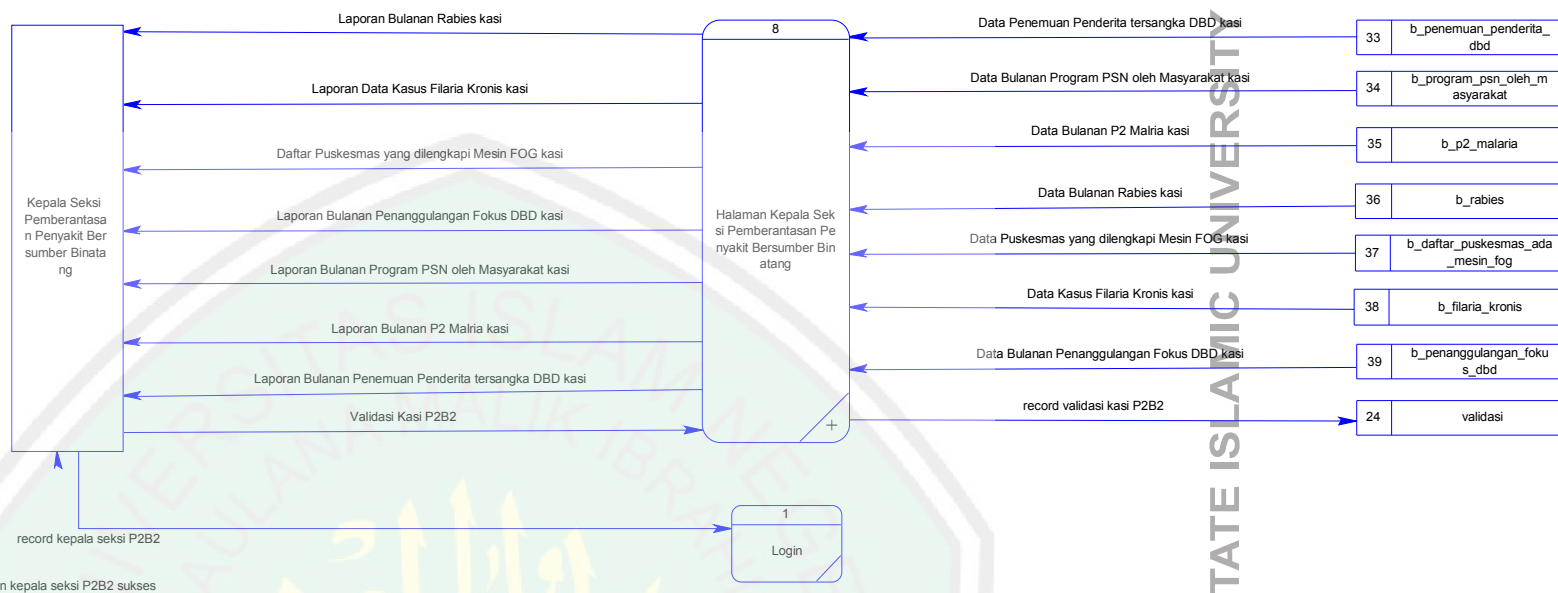 Laporan Bulanan Rabies kasi
Laporan Data Kasus Filaria Kronis kasi
Daftar Puskesmas yang dilengkapi Mesin FOG kasi
Laporan Bulanan Penanggulangan Fokus DBD kasi
Laporan Bulanan Program PSN oleh Masyarakat kasi
Laporan Bulanan P2 Malria kasi
Laporan Bulanan Penemuan Penderita tersangka DBD kasi
Validasi Kasi P2B2
Kepala Seksi
Pemberantasa
n Penyakit Ber
sumber Binata
ng
8
Halaman Kepala Sek
si Pemberantasan Pe
nyakit Bersumber Bin
atang
+
Data Penemuan Penderita tersangka DBD kasi
Data Bulanan Program PSN oleh Masyarakat kasi
Data Bulanan P2 Malria kasi
Data Bulanan Rabies kasi
Data Puskesmas yang dilengkapi Mesin FOG kasi
Data Kasus Filaria Kronis kasi
Data Bulanan Penanggulangan Fokus DBD kasi
record validasi kasi P2B2
33
b_penemuan_penderita_
dbd
34
b_program_psn_oleh_m
asyarakat
35
b_p2_malaria
36
b_rabies
37
b_daftar_puskesmas_ada
_mesin_fog
38
b_filaria_kronis
39
b_penanggulangan_foku
s_dbd
24
validasi
1
Login
record kepala seksi P2B2
n kepala seksi P2B2 sukses
TATE ISLAMIC UNIVERSITY